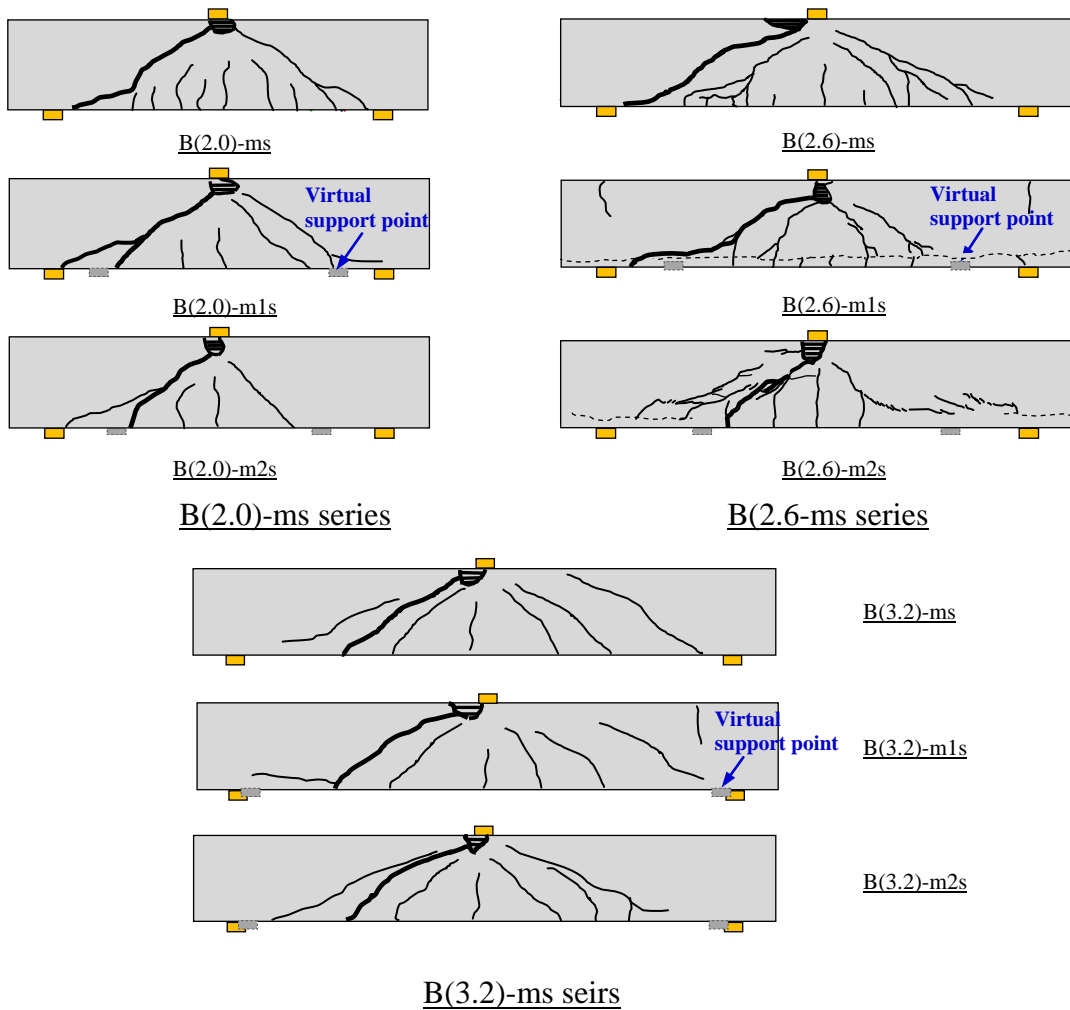 B(2.0)-ms
B(2.6)-ms
Virtual
support point
Virtual
support point
B(2.0)-m1s
B(2.6)-m1s
B(2.0)-m2s
B(2.6)-m2s
B(2.0)-ms series
B(2.6-ms series
B(3.2)-ms
Virtual
support point
B(3.2)-m1s
B(3.2)-m2s
B(3.2)-ms seirs